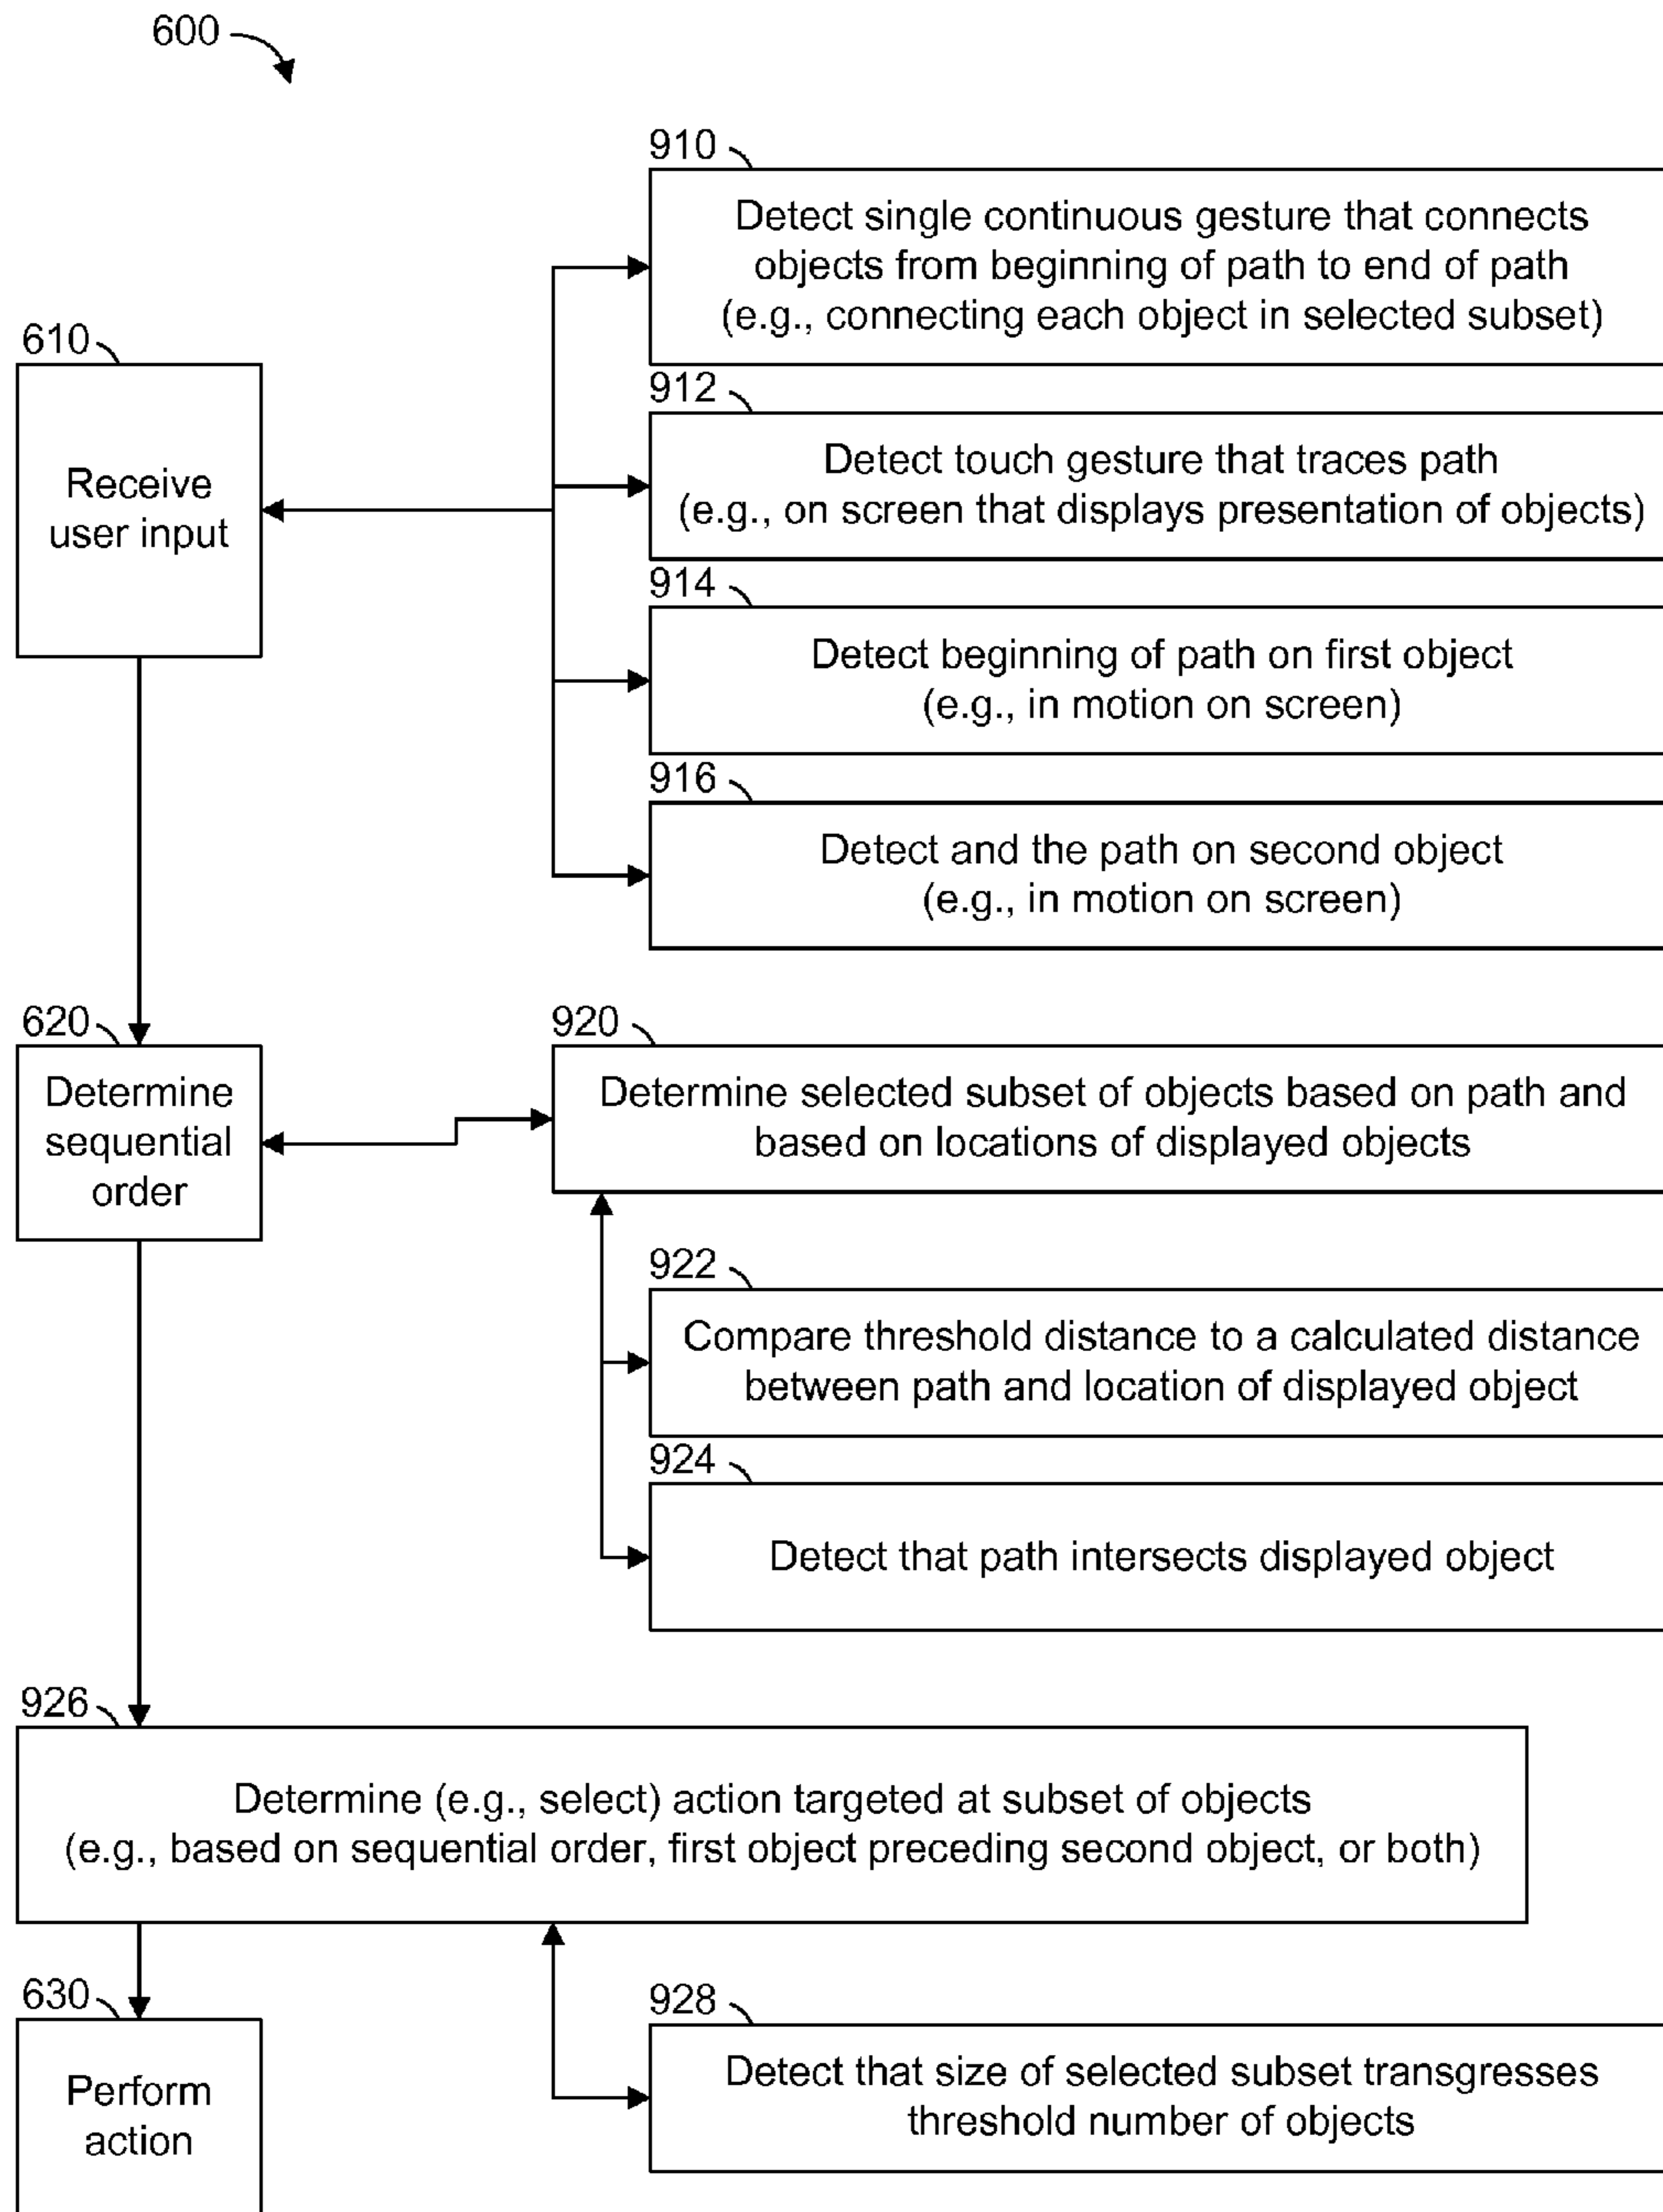 600
910
Detect single continuous gesture that connects
objects from beginning of path to end of path
(e.g., connecting each object in selected subset)
610
Receive
user input
912
Detect touch gesture that traces path
(e.g., on screen that displays presentation of objects)
914
Detect beginning of path on first object
(e.g., in motion on screen)
916
Detect and the path on second object
(e.g., in motion on screen)
620
Determine
sequential
order
920
Determine selected subset of objects based on path and
based on locations of displayed objects
922
Compare threshold distance to a calculated distance
between path and location of displayed object
924
Detect that path intersects displayed object
926
Determine (e.g., select) action targeted at subset of objects
(e.g., based on sequential order, first object preceding second object, or both)
630
Perform
action
928
Detect that size of selected subset transgresses
threshold number of objects